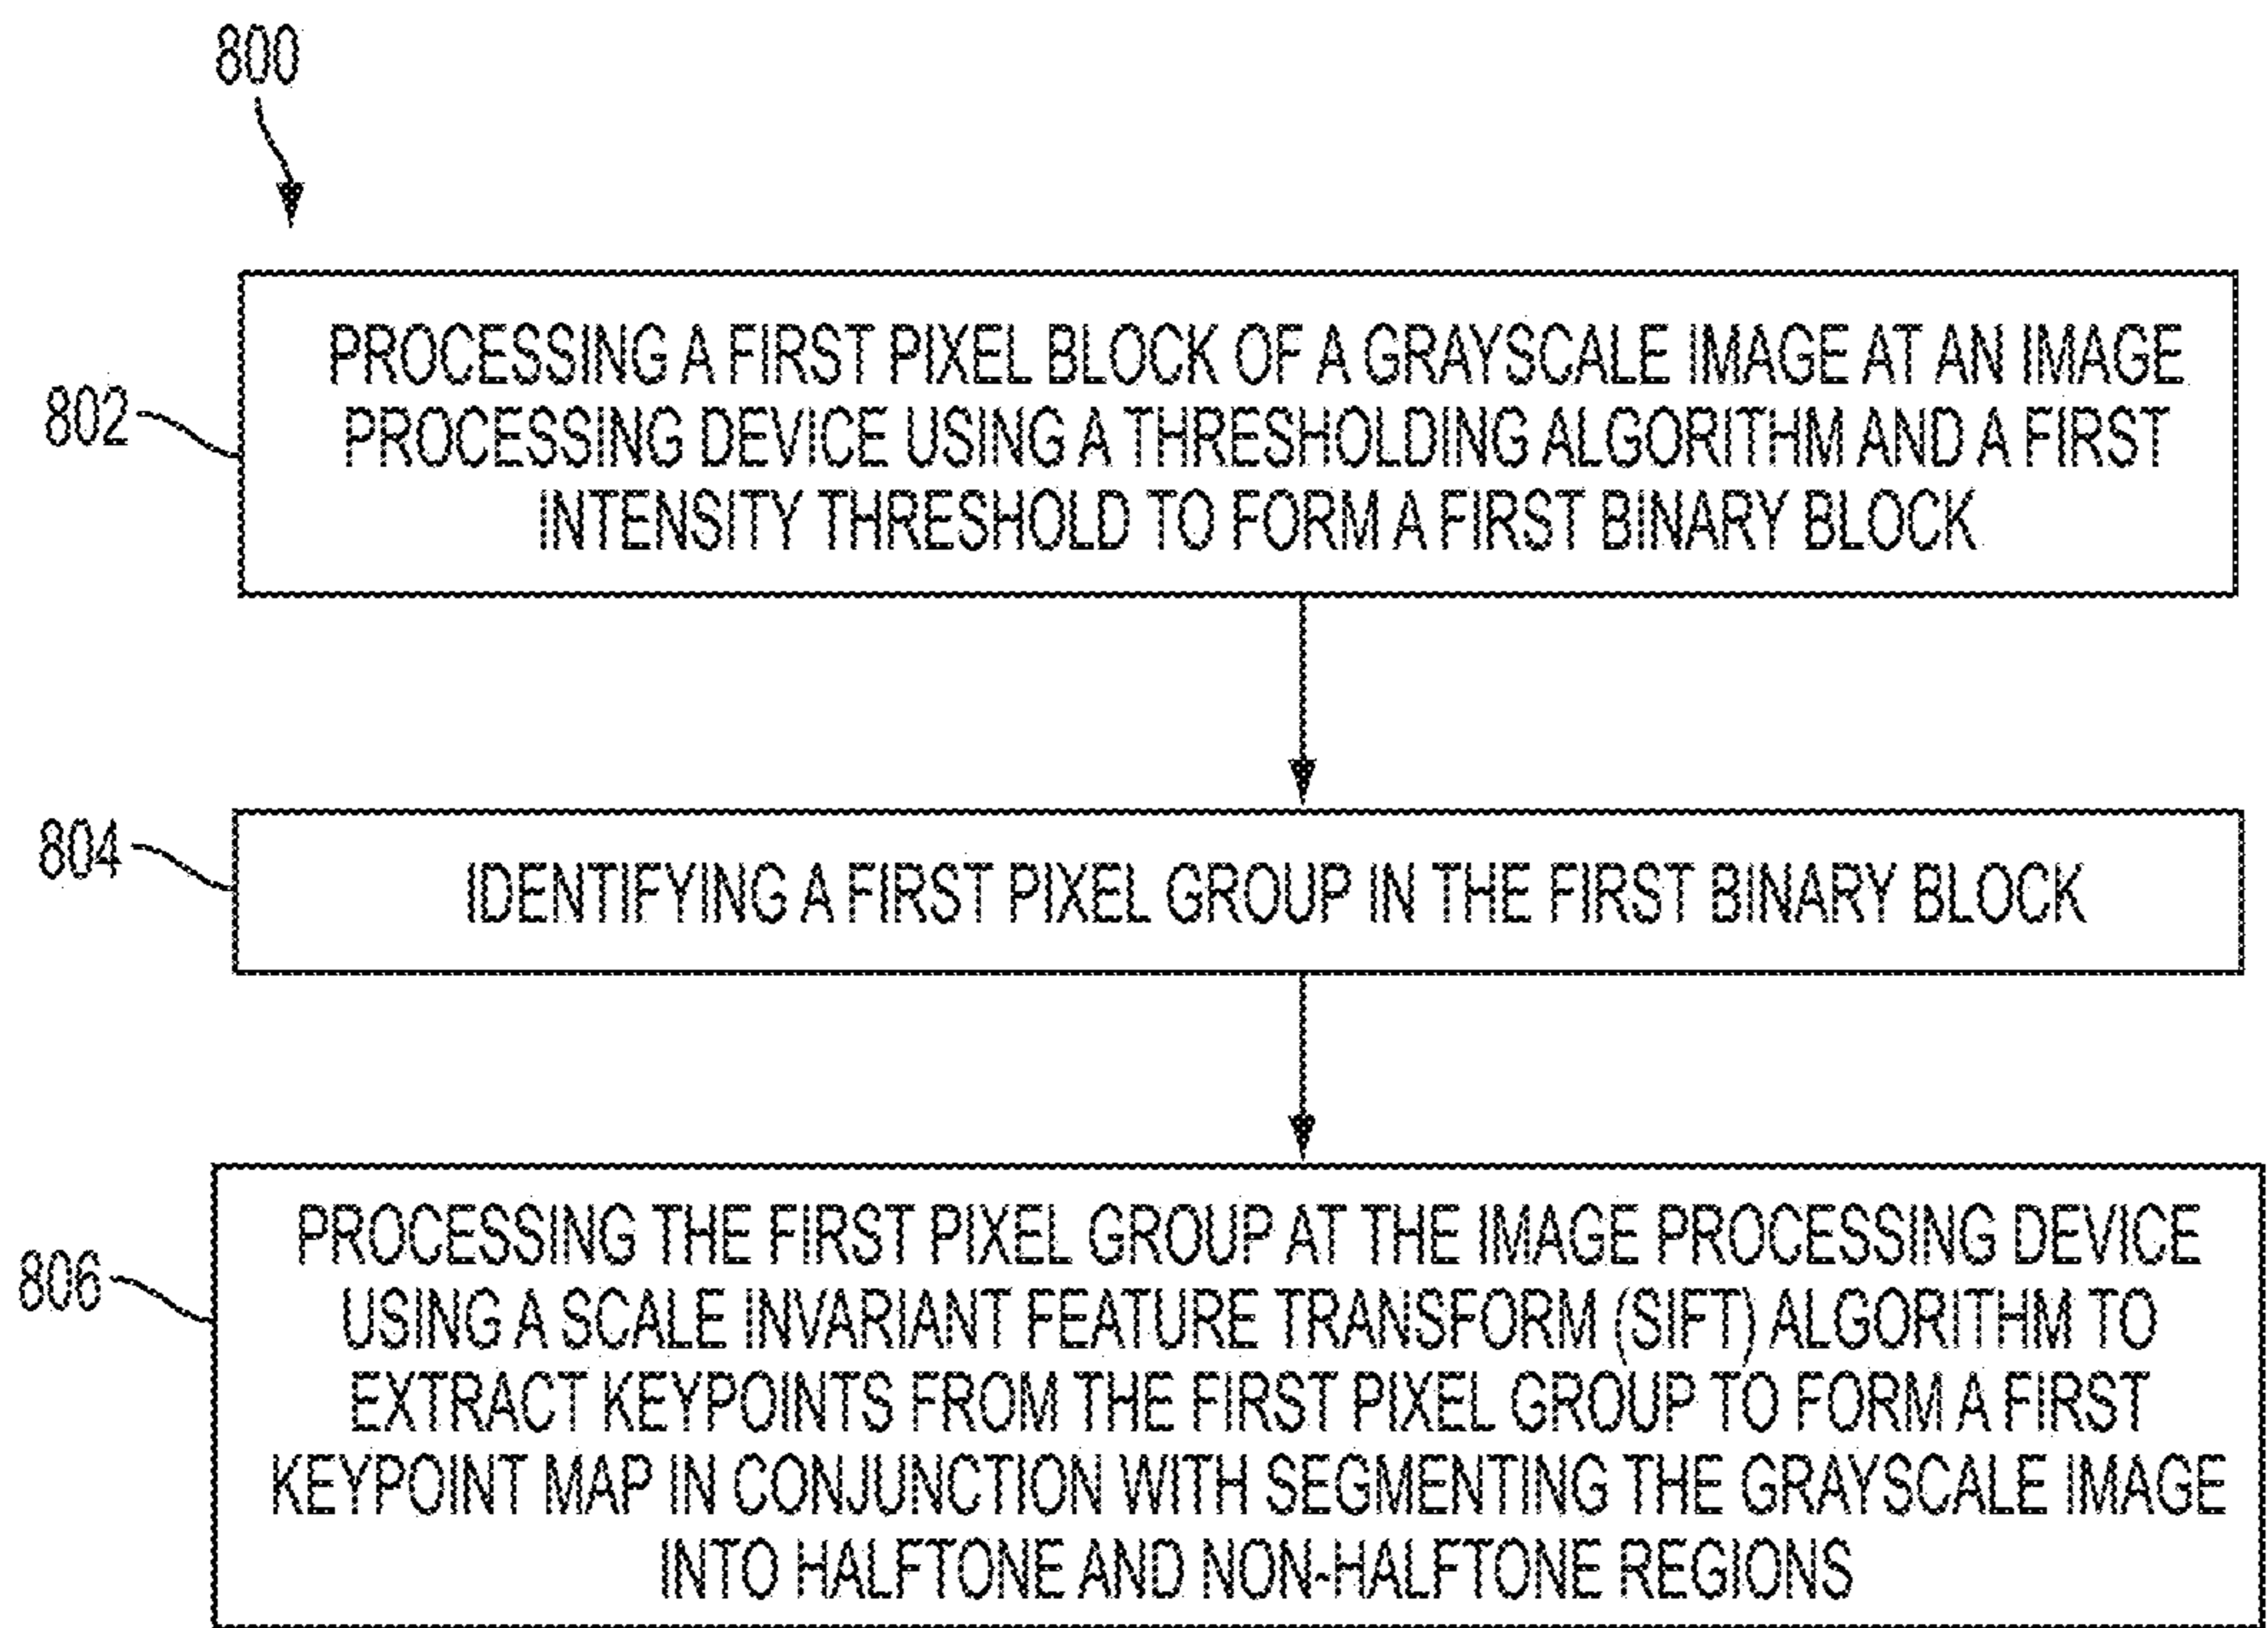 800
802
PROCESSING A FIRST PIXEL BLOCK OF A GRAYSCALE IMAGE AT AN IMAGE
PROCESSING DEVICE USING A THRESHOLDING ALGORITHM AND A FIRST
INTENSITY THRESHOLD TO FORM A FIRST BINARY BLOCK
804
IDENTIFYING A FIRST PIXEL GROUP IN THE FIRST BINARY BLOCK
806
PROCESSING THE FIRST PIXEL GROUP AT THE IMAGE PROCESSING DEVICE
USING A SCALE INVARIANT FEATURE TRANSFORM (SIFT) ALGORITHM TO
EXTRACT KEYPOINTS FROM THE FIRST PIXEL GROUP TO FORM A FIRST
KEYPOINT MAP IN CONJUNCTION WITH SEGMENTING THE GRAYSCALE IMAGE
INTO HALFTONE AND NON-HALFTONE REGIONS